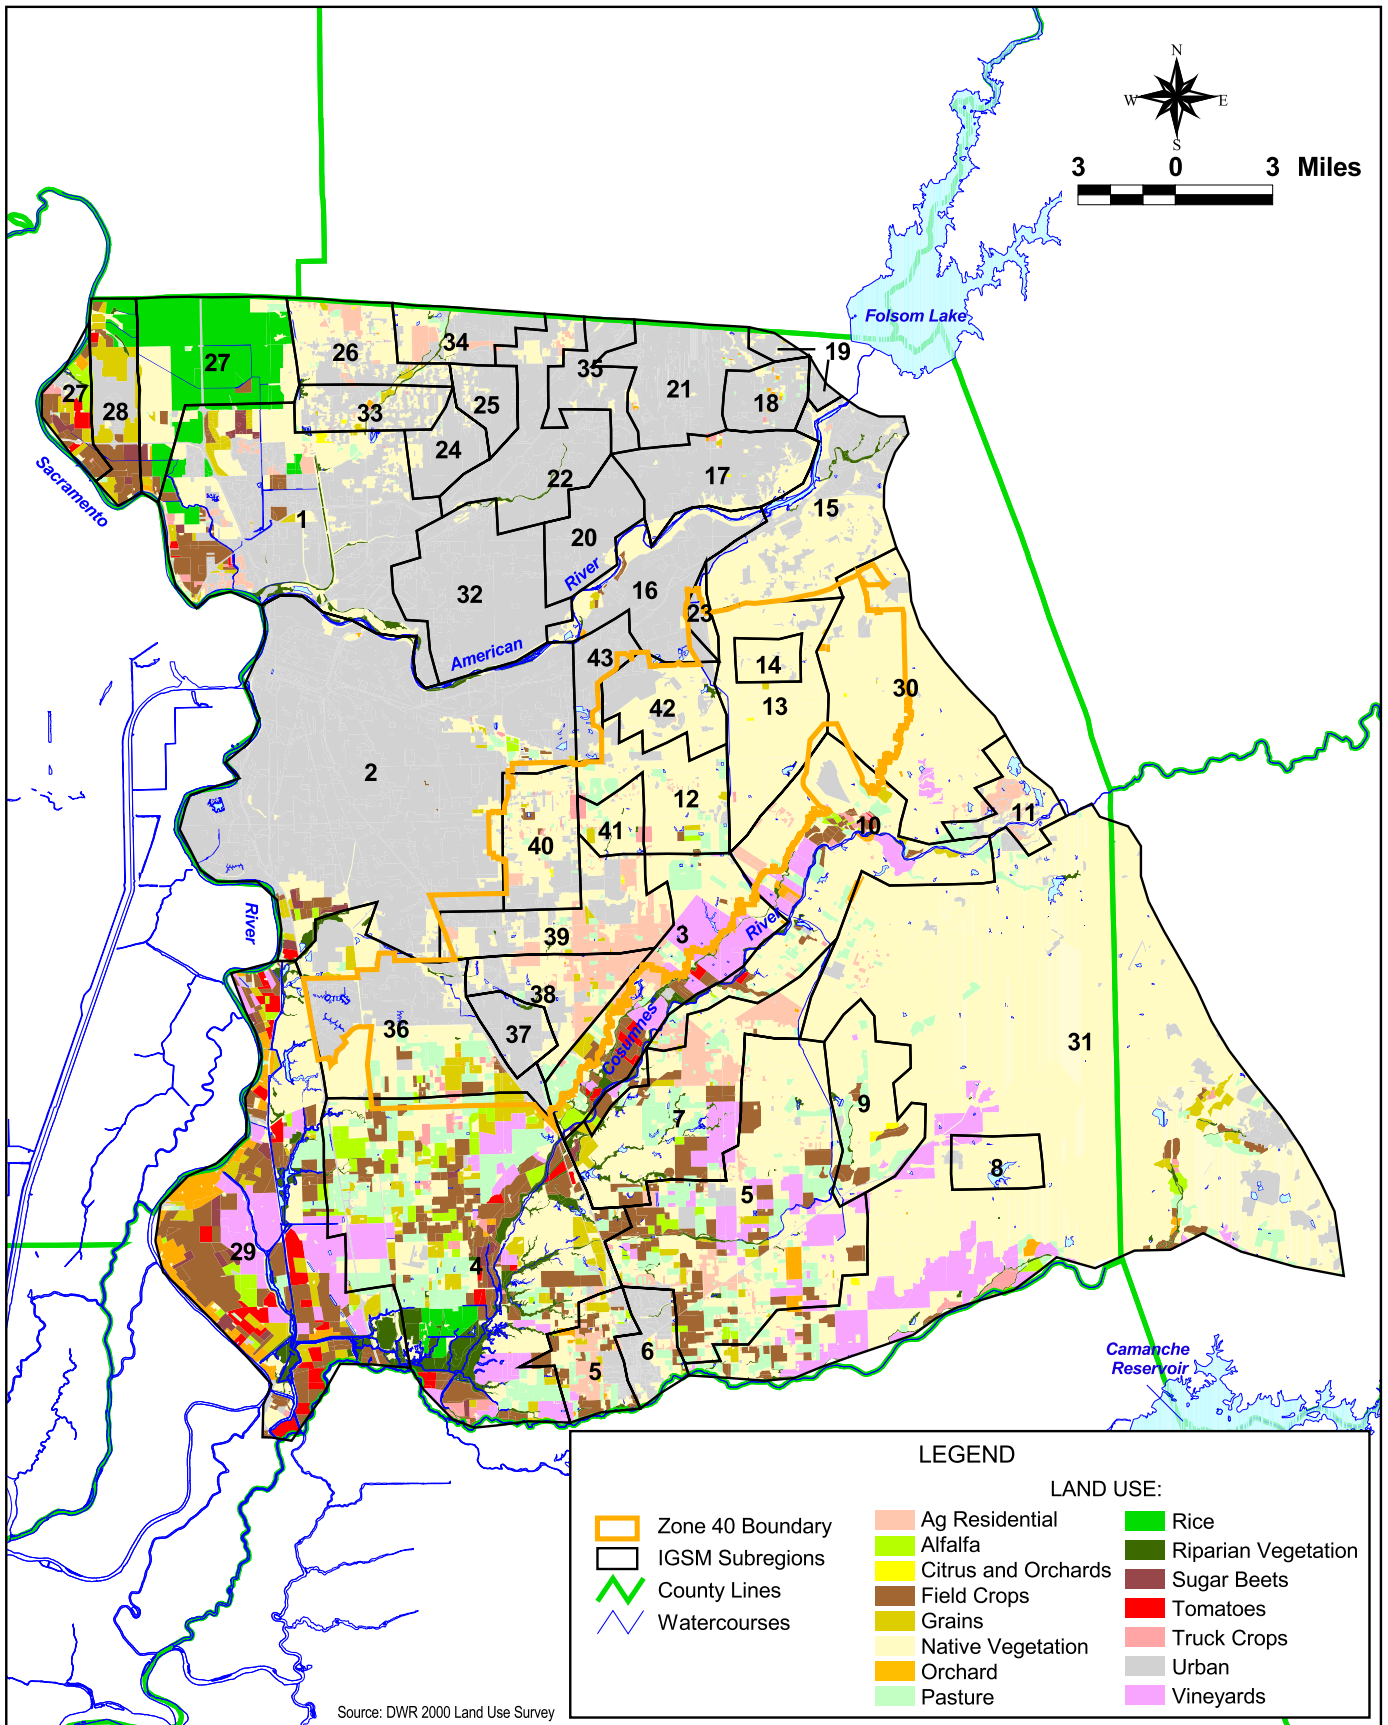 N
W E
S
3 0 3 Miles
Folsom Lake
19
34
26
35
27
21
27
18
28
33
25
24
22
17
Sacramento
15
1
20
River
16
32
23
American
43
14
30
42
13
2
12
11
10
41
40
River
River
3
39
38
36
37
Cosumnes
31
9
7
8
5
29
4
6
5
Camanche
Reservoir
LEGEND
LAND USE:
Zone 40 Boundary
IGSM Subregions
County Lines
Watercourses
Ag Residential
Alfalfa
Citrus and Orchards
Field Crops
Grains
Native Vegetation
Orchard
Pasture
Rice
Riparian Vegetation
Sugar Beets
Tomatoes
Truck Crops
Urban
Vineyards
Source: DWR 2000 Land Use Survey